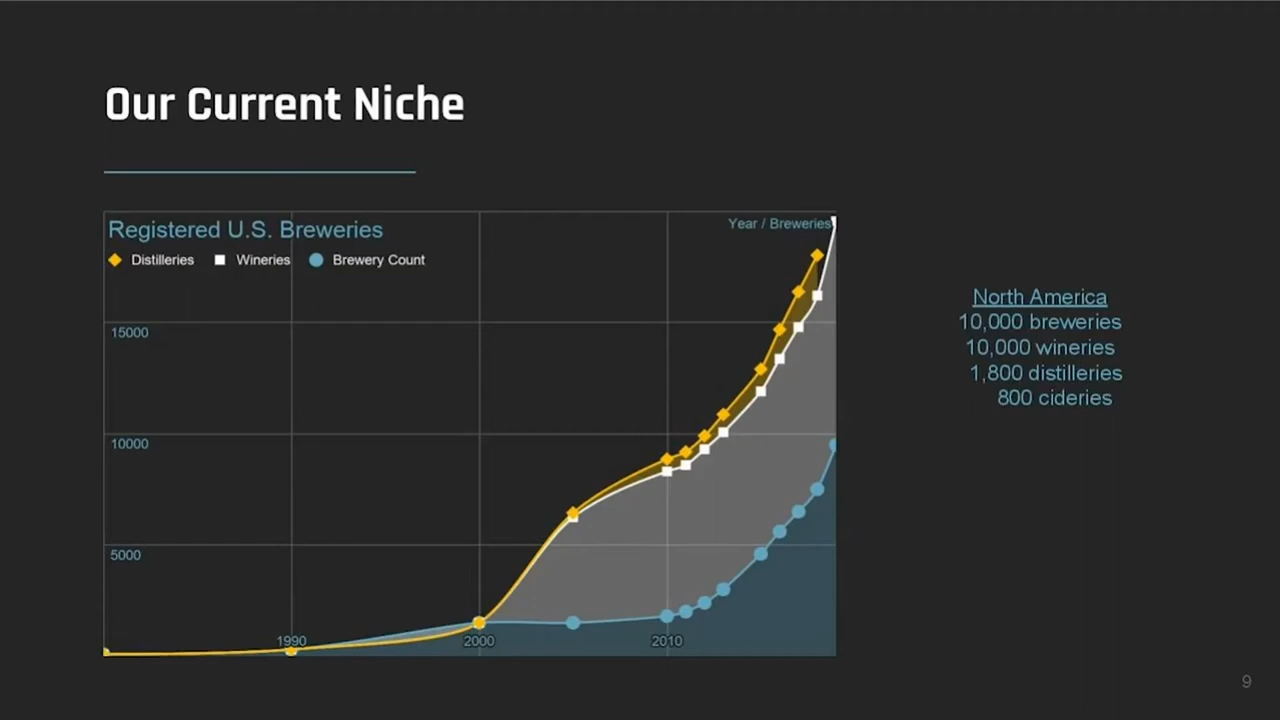 Our Current Niche
Registered U.S. Breweries
Year / Breweries
Distilleries Wineries Brewery Count
15000
10000
5000
1990 2000 2010
North America
10,000 breweries
10,000 wineries
1,800 distilleries
800 cideries
9